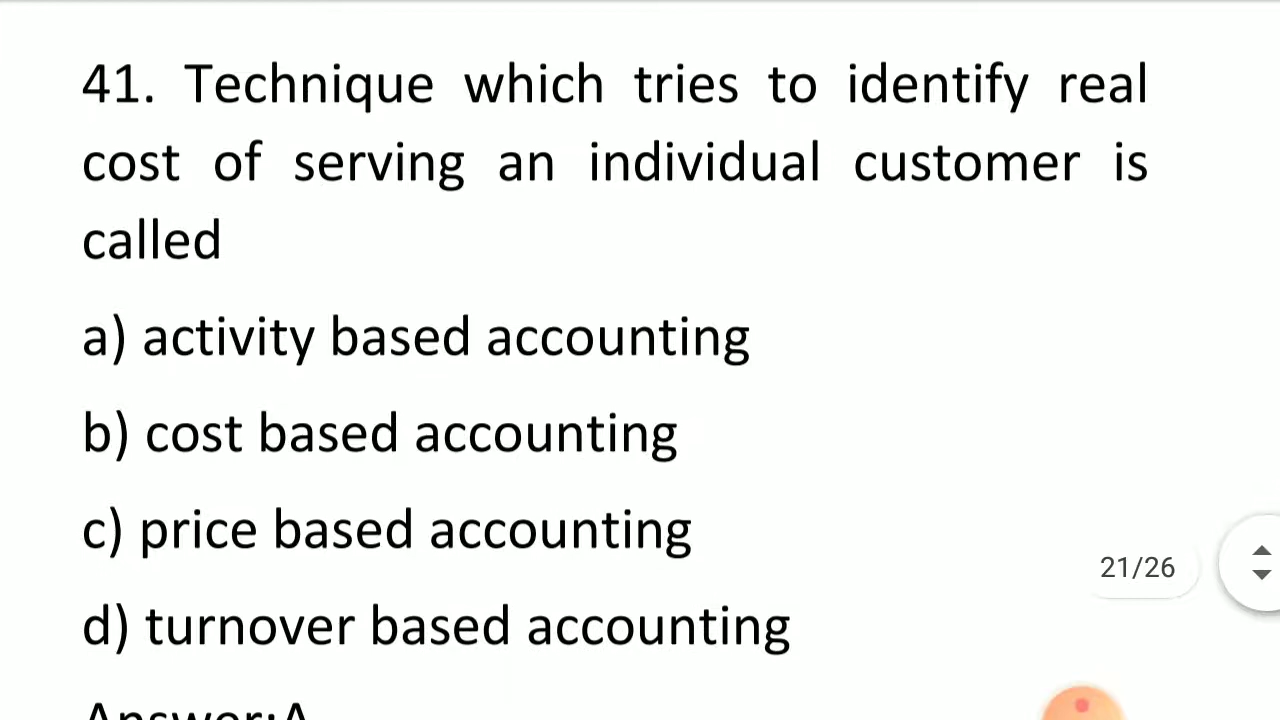 41. Technique which tries to identify real
cost of serving an individual customer is
called
a) activity based accounting
b) cost based accounting
c) price based accounting
21/26
d) turnover based accounting
Answer:A